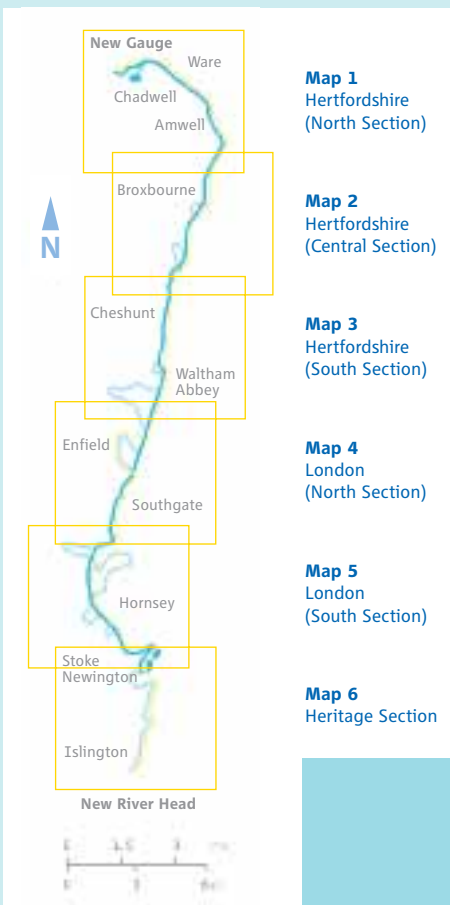 New Gauge
Ware
Chadwell
Amwell
Map 1
Hertfordshire
(North Section)
Broxbourne
N
Map 2
Hertfordshire
(Central Section)
Cheshunt
Waltham
Abbey
Map 3
Hertfordshire
(South Section)
Enfield
Southgate
Map 4
London
(North Section)
Hornsey
Map 5
London
(South Section)
Stoke
Newington
Islington
Map 6
Heritage Section
New River Head